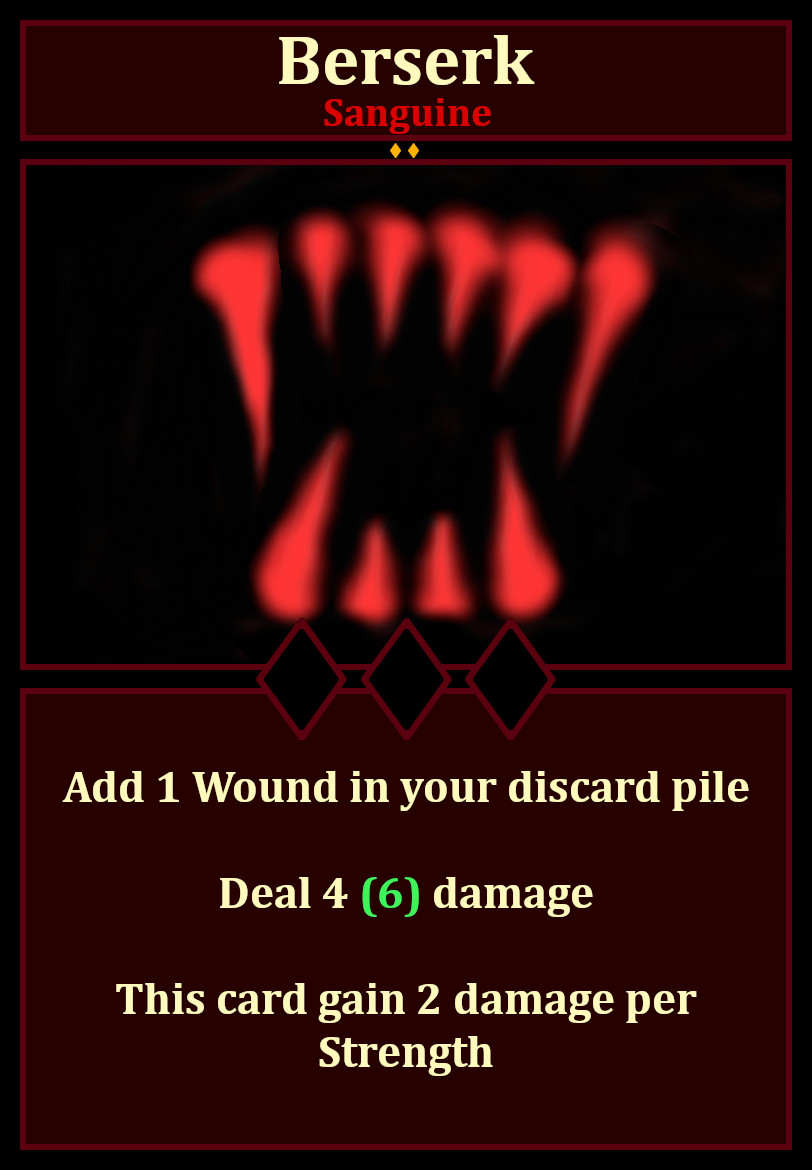 Berserk
Sanguine
Add 1 Wound in your discard pile
Deal 4 (6) damage
This card gain 2 damage per
Strength